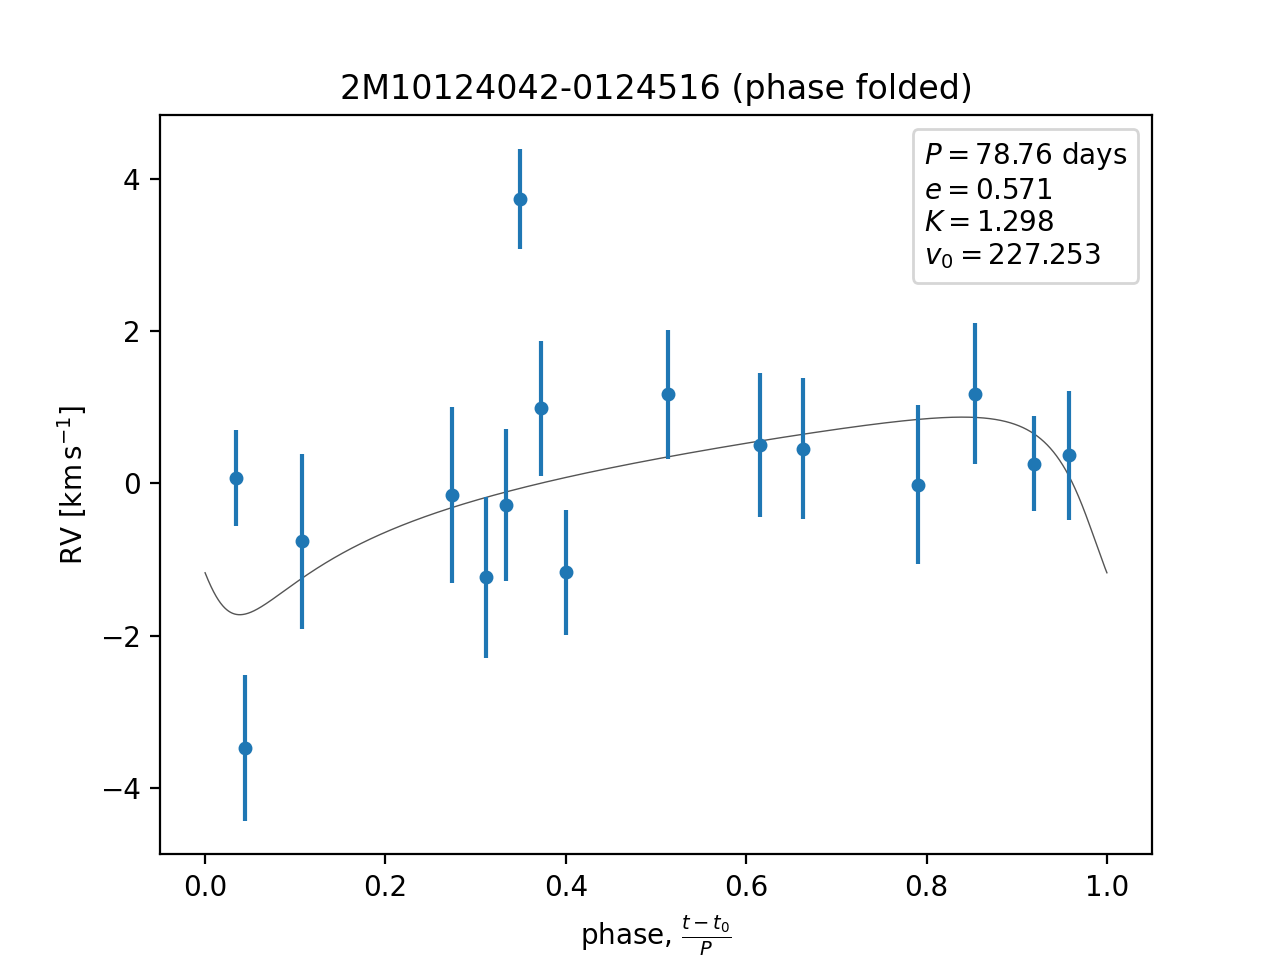 2M10124042-0124516 (phase folded)
P = 78.76 days
e = 0.571
K = 1.298
v₀ = 227.253
RV [km s⁻¹]
4
2
0
−2
−4
0.0 0.2 0.4 0.6 0.8 1.0
phase, (t − t₀)/P